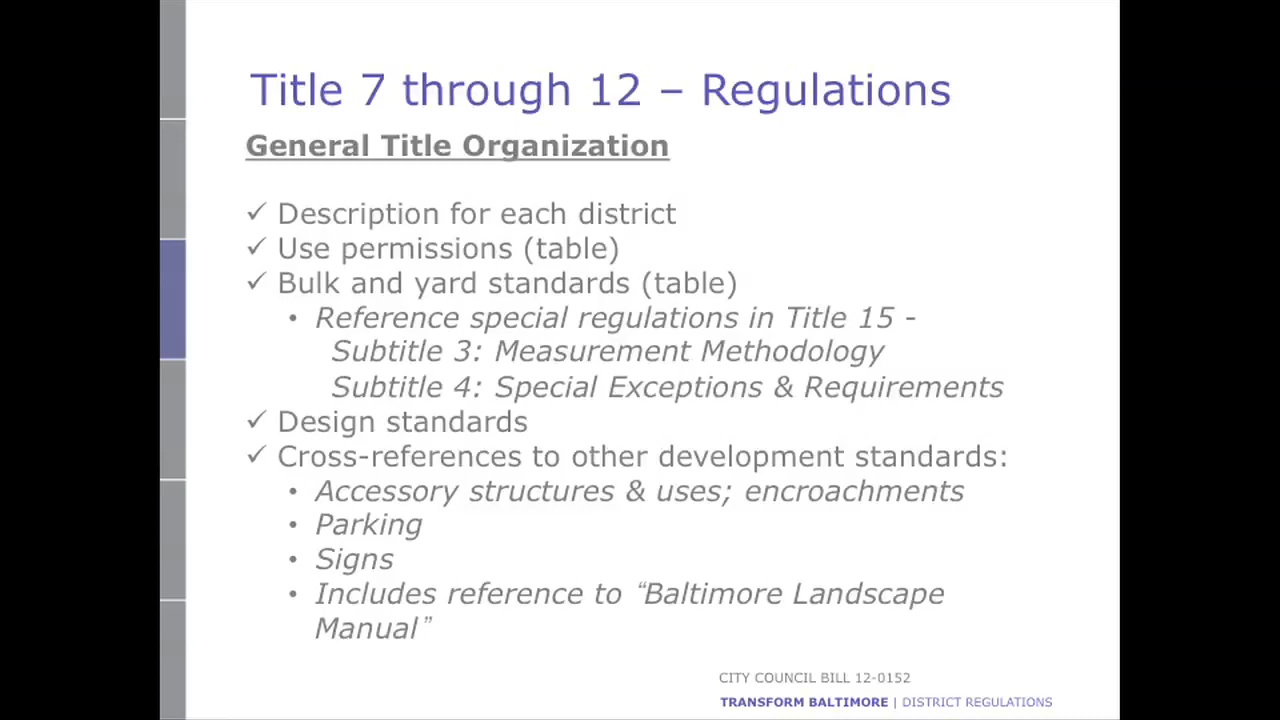 Title 7 through 12 – Regulations
General Title Organization
✓ Description for each district
✓ Use permissions (table)
✓ Bulk and yard standards (table)
• Reference special regulations in Title 15 -
Subtitle 3: Measurement Methodology
Subtitle 4: Special Exceptions & Requirements
✓ Design standards
✓ Cross-references to other development standards:
• Accessory structures & uses; encroachments
• Parking
• Signs
• Includes reference to “Baltimore Landscape
Manual”
CITY COUNCIL BILL 12-0152
TRANSFORM BALTIMORE | DISTRICT REGULATIONS